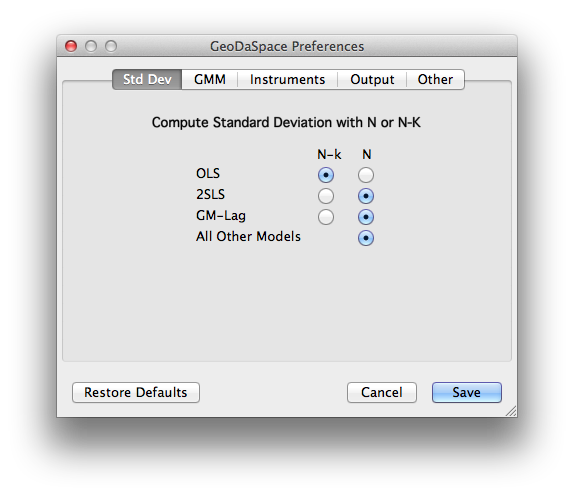 GeoDaSpace Preferences
Std Dev GMM Instruments Output Other
Compute Standard Deviation with N or N-K
N-k N
OLS
2SLS
GM-Lag
All Other Models
Restore Defaults Cancel Save